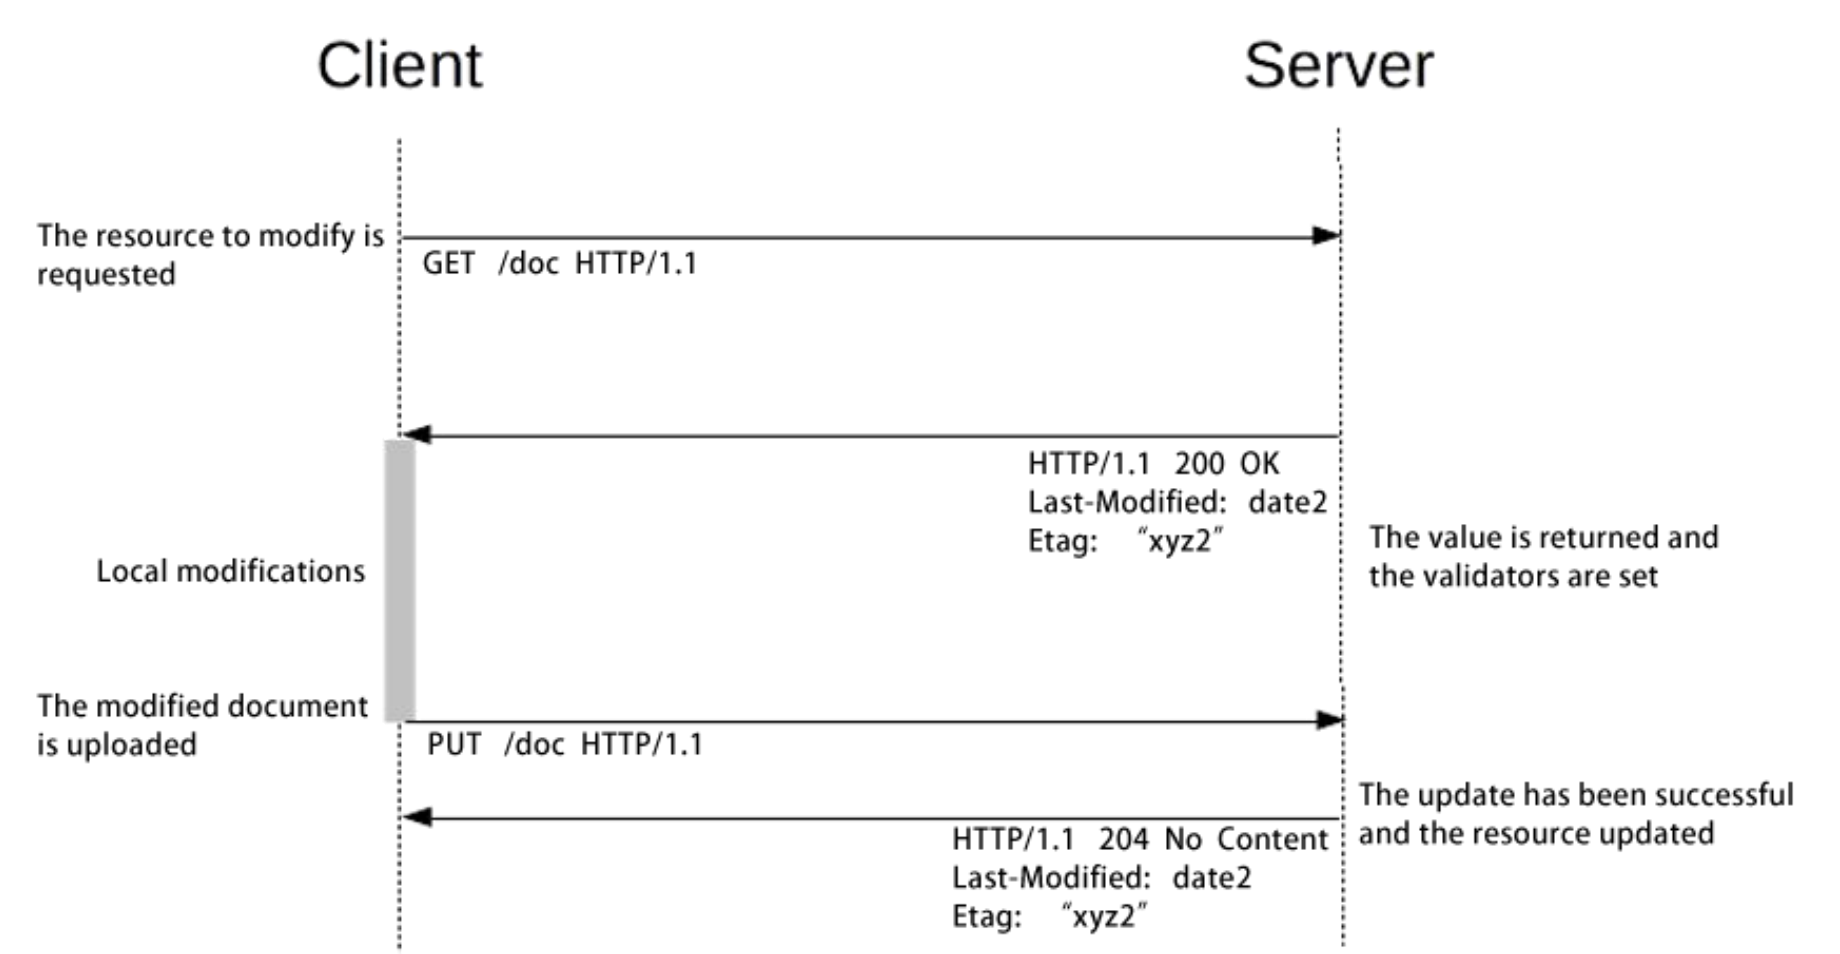 Client
Server
The resource to modify is
requested
GET /doc HTTP/1.1
HTTP/1.1 200 OK
Last-Modified: date2
Etag: “xyz2”
The value is returned and
the validators are set
Local modifications
The modified document
is uploaded
PUT /doc HTTP/1.1
The update has been successful
and the resource updated
HTTP/1.1 204 No Content
Last-Modified: date2
Etag: “xyz2”